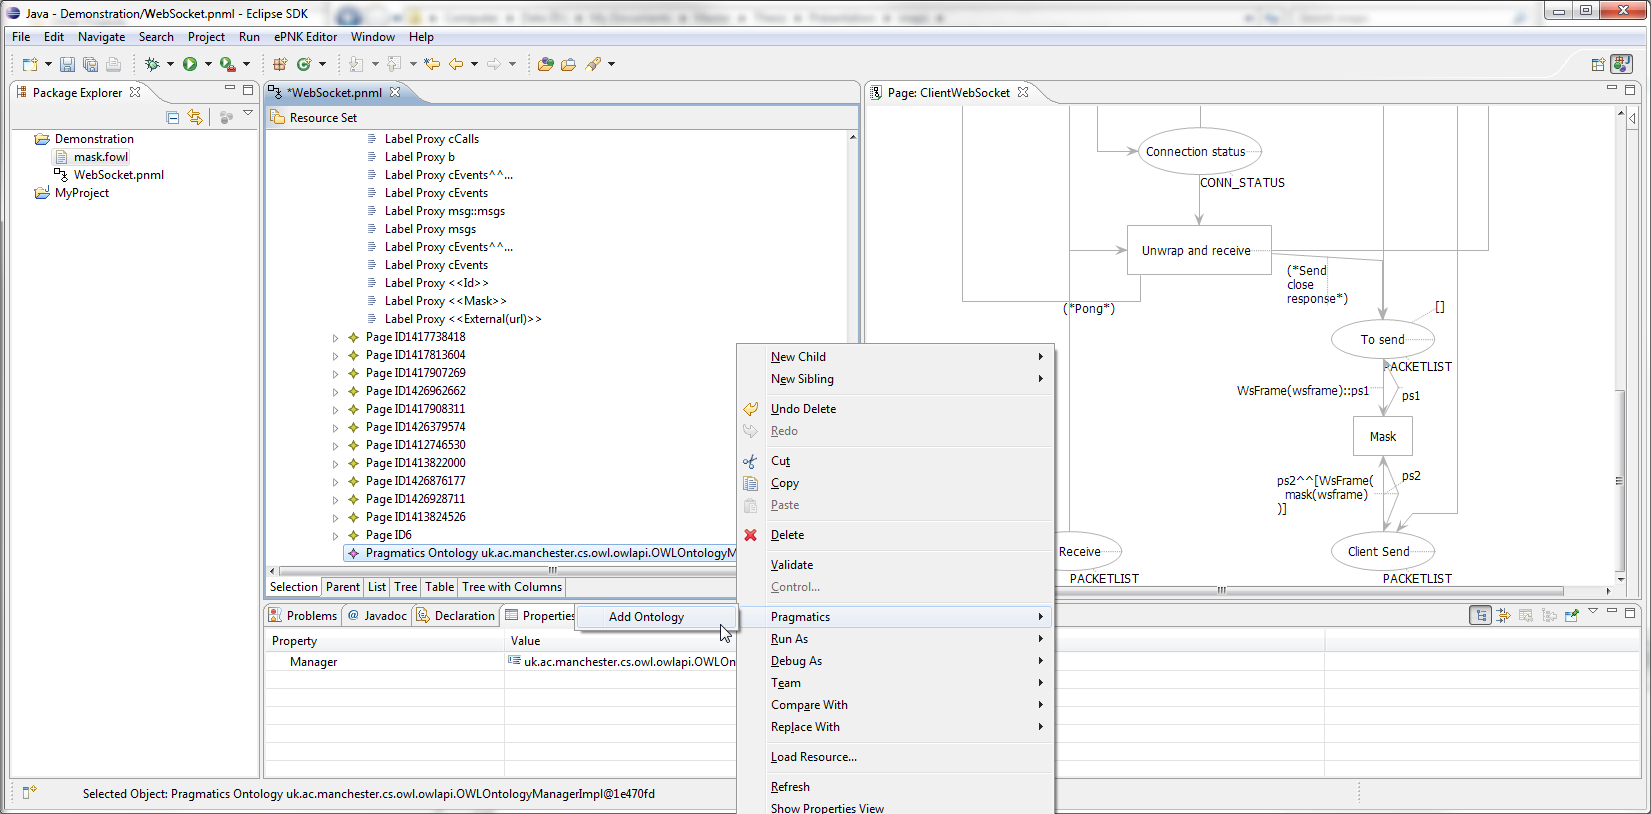 Java - Demonstration/WebSocket.pnml - Eclipse SDK
File Edit Navigate Search Project Run ePNK Editor Window Help
Package Explorer
Demonstration
mask.fowl
WebSocket.pnml
MyProject
*WebSocket.pnml
Resource Set
Label Proxy cCalls
Label Proxy b
Label Proxy cEvents^^...
Label Proxy cEvents
Label Proxy msg::msgs
Label Proxy msgs
Label Proxy cEvents^^...
Label Proxy cEvents
Label Proxy <<Id>>
Label Proxy <<Mask>>
Label Proxy <<External(url)>>
Page ID1417738418
Page ID1417813604
Page ID1417907269
Page ID1426962662
Page ID1417908311
Page ID1426379574
Page ID1412746530
Page ID1413822000
Page ID1426876177
Page ID1426928711
Page ID1413824526
Page ID6
Pragmatics Ontology uk.ac.manchester.cs.owl.owlapi.OWLOntologyM
Selection Parent List Tree Table Tree with Columns
Page: ClientWebSocket
Connection status
CONN_STATUS
Unwrap and receive
(*Send
close
response*)
(*Pong*)
[]
To send
PACKETLIST
WsFrame(wsframe)::ps1
ps1
Mask
ps2
ps2^^[WsFrame(
mask(wsframe)
)]
Receive
Client Send
PACKETLIST
PACKETLIST
New Child
New Sibling
Undo Delete
Redo
Cut
Copy
Paste
Delete
Validate
Control...
Pragmatics
Add Ontology
Run As
Debug As
Team
Compare With
Replace With
Load Resource...
Refresh
Show Properties View
Problems @ Javadoc Declaration Properties
Property Value
Manager uk.ac.manchester.cs.owl.owlapi.OWLOn
Selected Object: Pragmatics Ontology uk.ac.manchester.cs.owl.owlapi.OWLOntologyManagerImpl@1e470fd